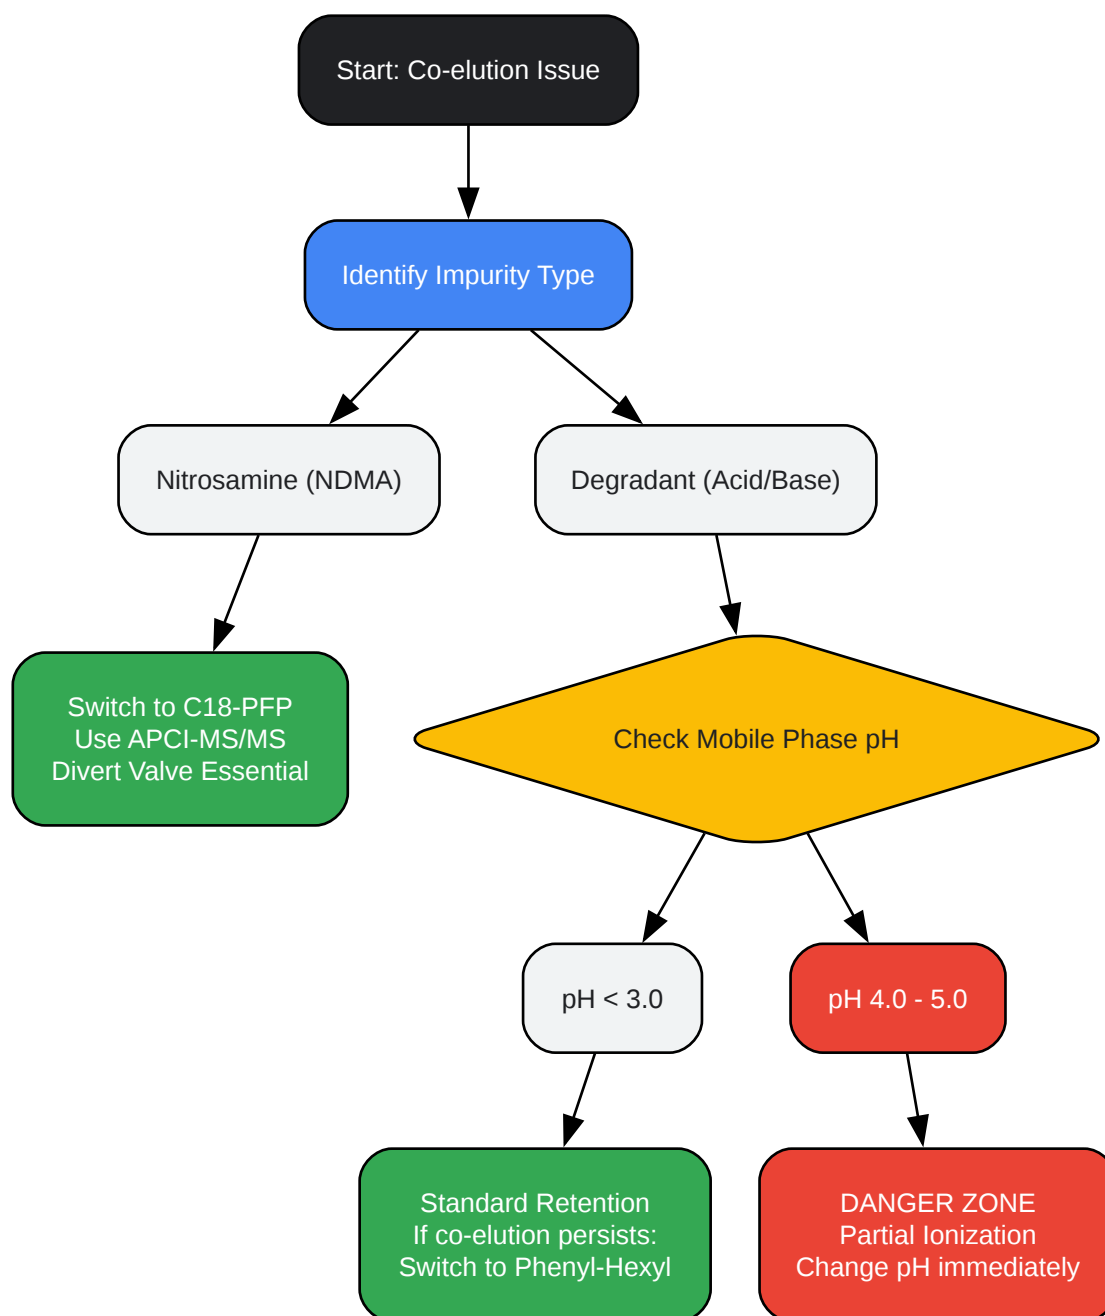 Start: Co-elution Issue
Identify Impurity Type
Nitrosamine (NDMA)
Degradant (Acid/Base)
Switch to C18-PFP
Use APCI-MS/MS
Divert Valve Essential
Check Mobile Phase pH
pH < 3.0
pH 4.0 - 5.0
Standard Retention
If co-elution persists:
Switch to Phenyl-Hexyl
DANGER ZONE
Partial Ionization
Change pH immediately